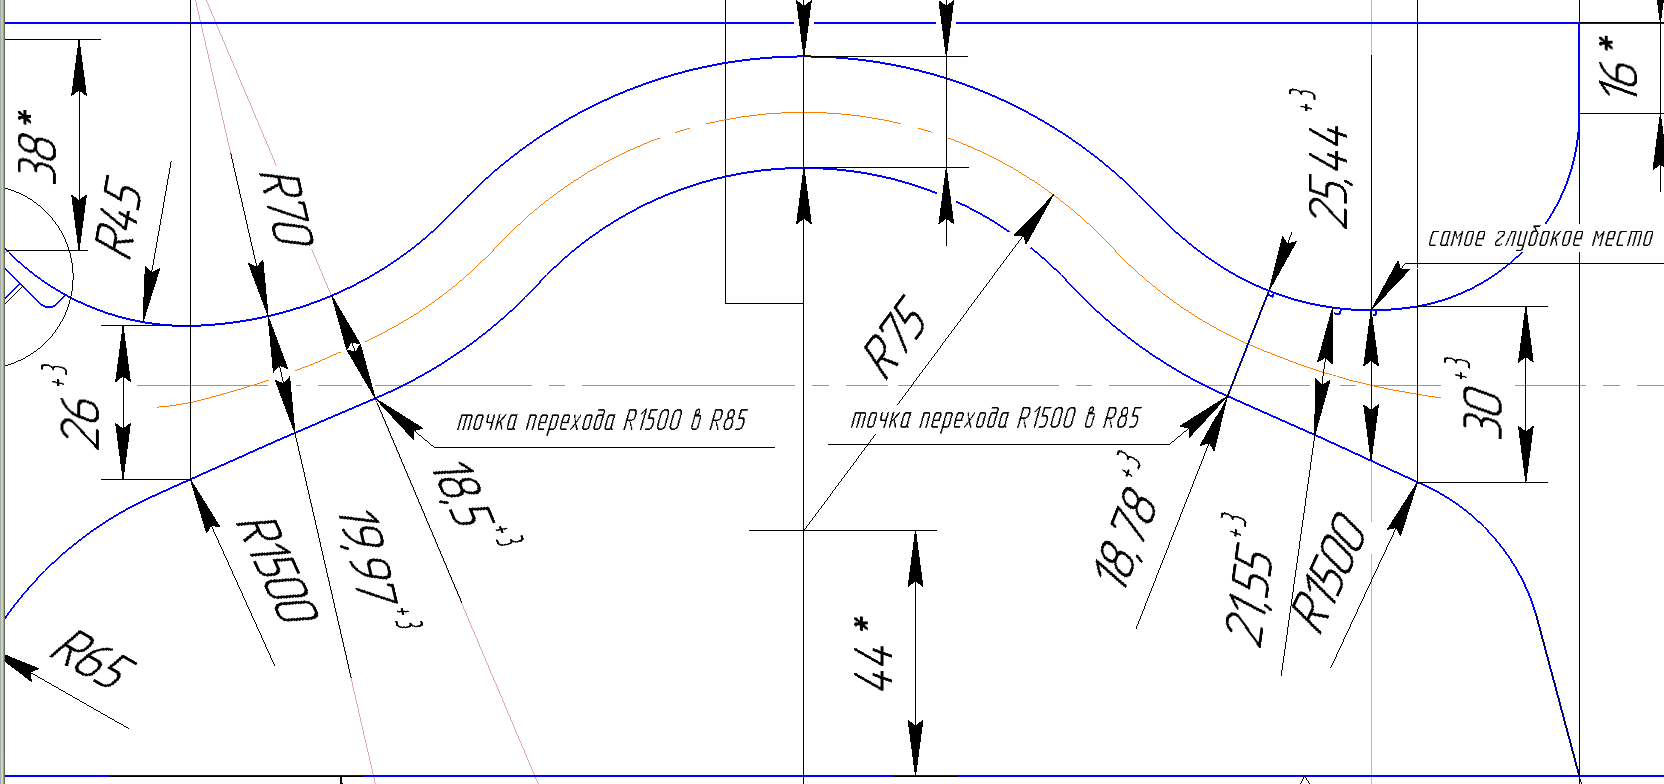 38*
R45
R70
26 +3
точка перехода R1500 в R85
18,5 +3
19,97 +3
R1500
R65
R75
точка перехода R1500 в R85
44*
25,44 +3
16*
самое глубокое место
30 +3
18,78 +3
21,55 +3
R1500